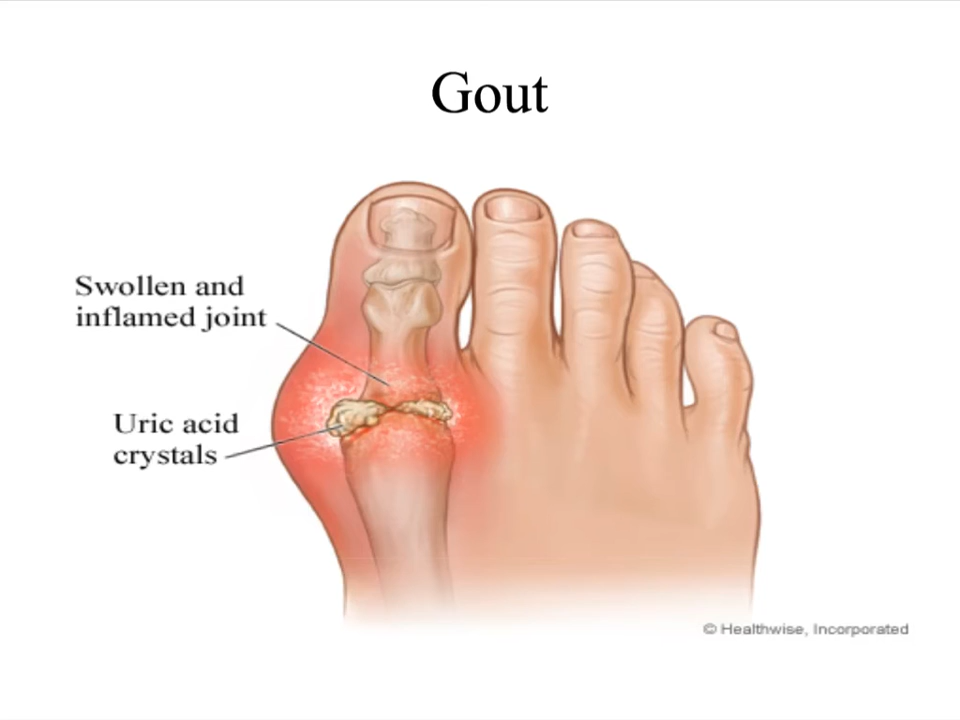 Gout
Swollen and
inflamed joint
Uric acid
crystals
© Healthwise, Incorporated